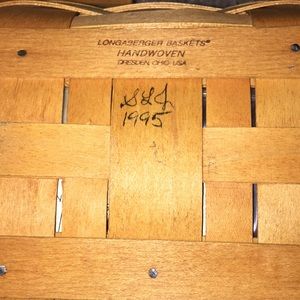 LONGABERGER BASKETS®
HANDWOVEN
DRESDEN, OHIO USA
1995